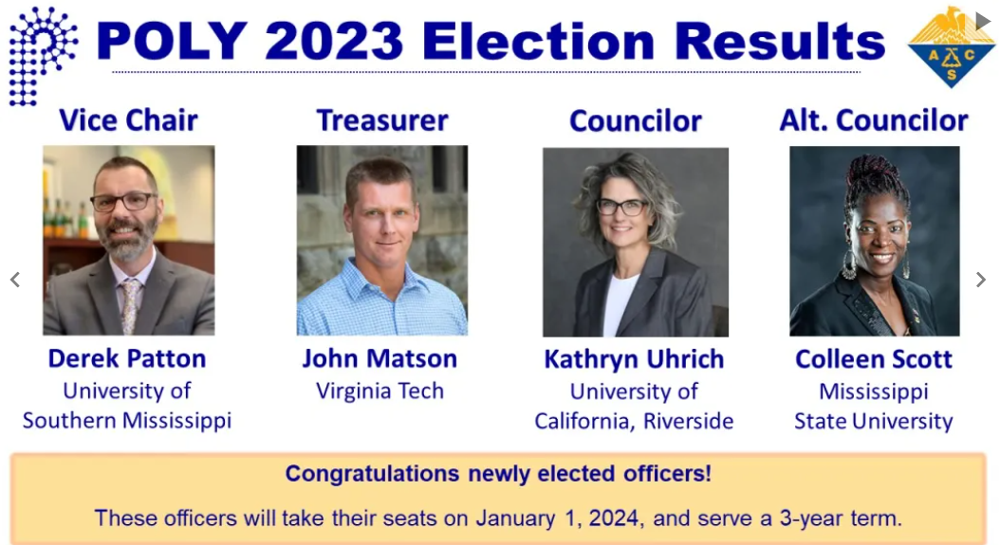 POLY 2023 Election Results
A C
S
Vice Chair
Treasurer
Councilor
Alt. Councilor
Derek Patton
University of
Southern Mississippi
John Matson
Virginia Tech
Kathryn Uhrich
University of
California, Riverside
Colleen Scott
Mississippi
State University
Congratulations newly elected officers!
These officers will take their seats on January 1, 2024, and serve a 3-year term.